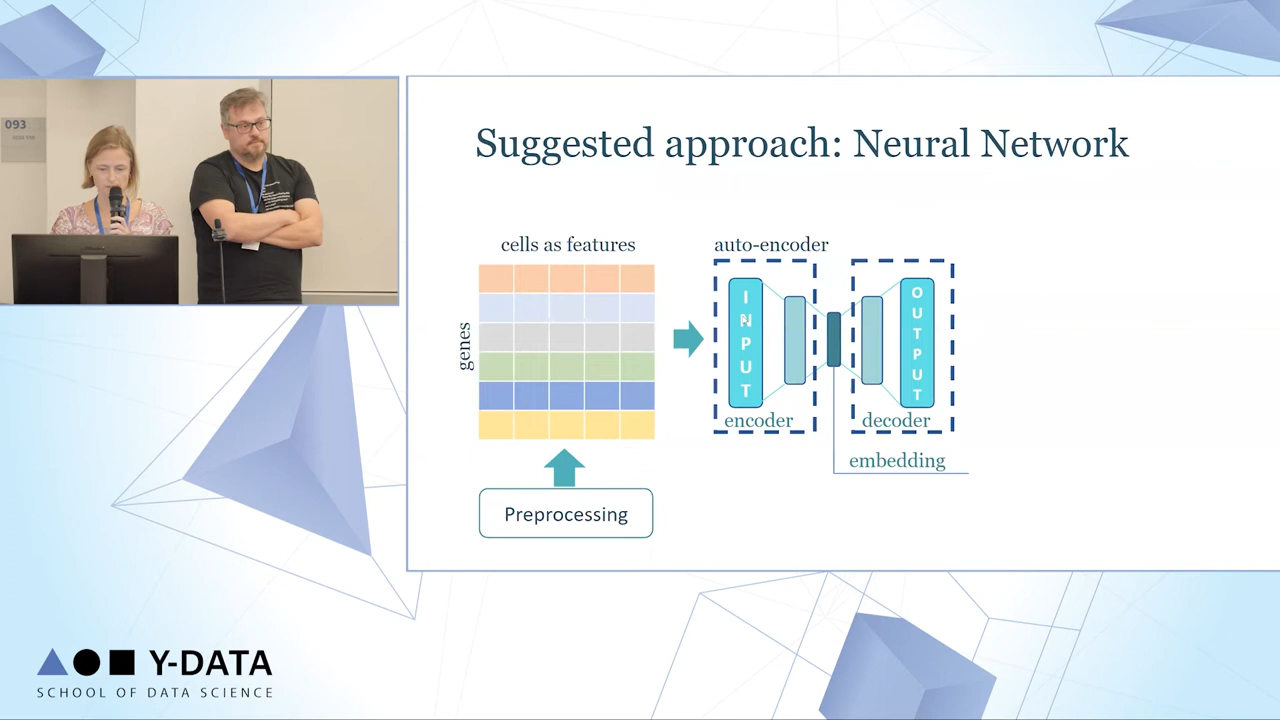 093
Suggested approach: Neural Network
cells as features
genes
Preprocessing
auto-encoder
INPUT
OUTPUT
encoder
decoder
embedding
Y-DATA
SCHOOL OF DATA SCIENCE